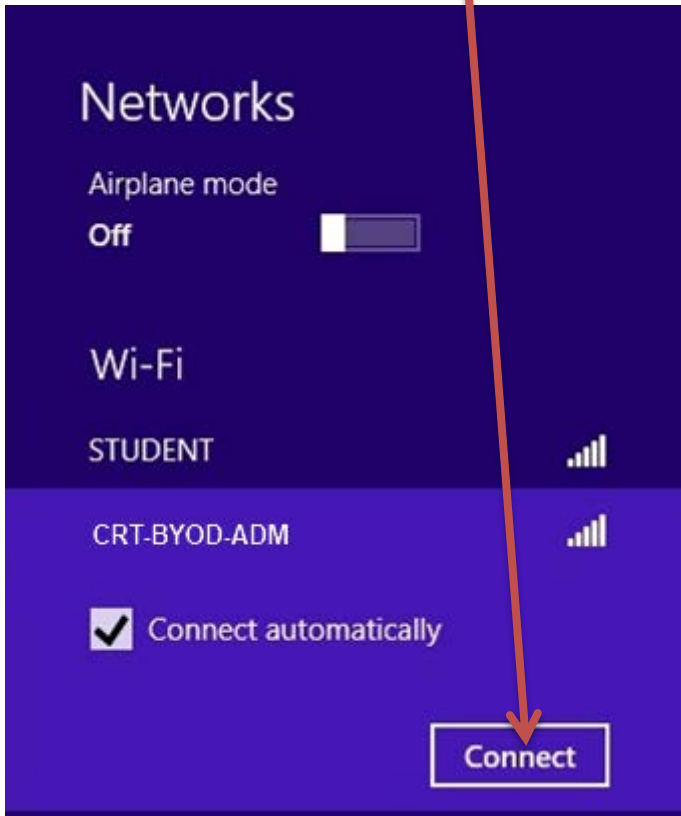 Networks
Airplane mode
Off
Wi-Fi
STUDENT
CRT-BYOD-ADM
Connect automatically
Connect